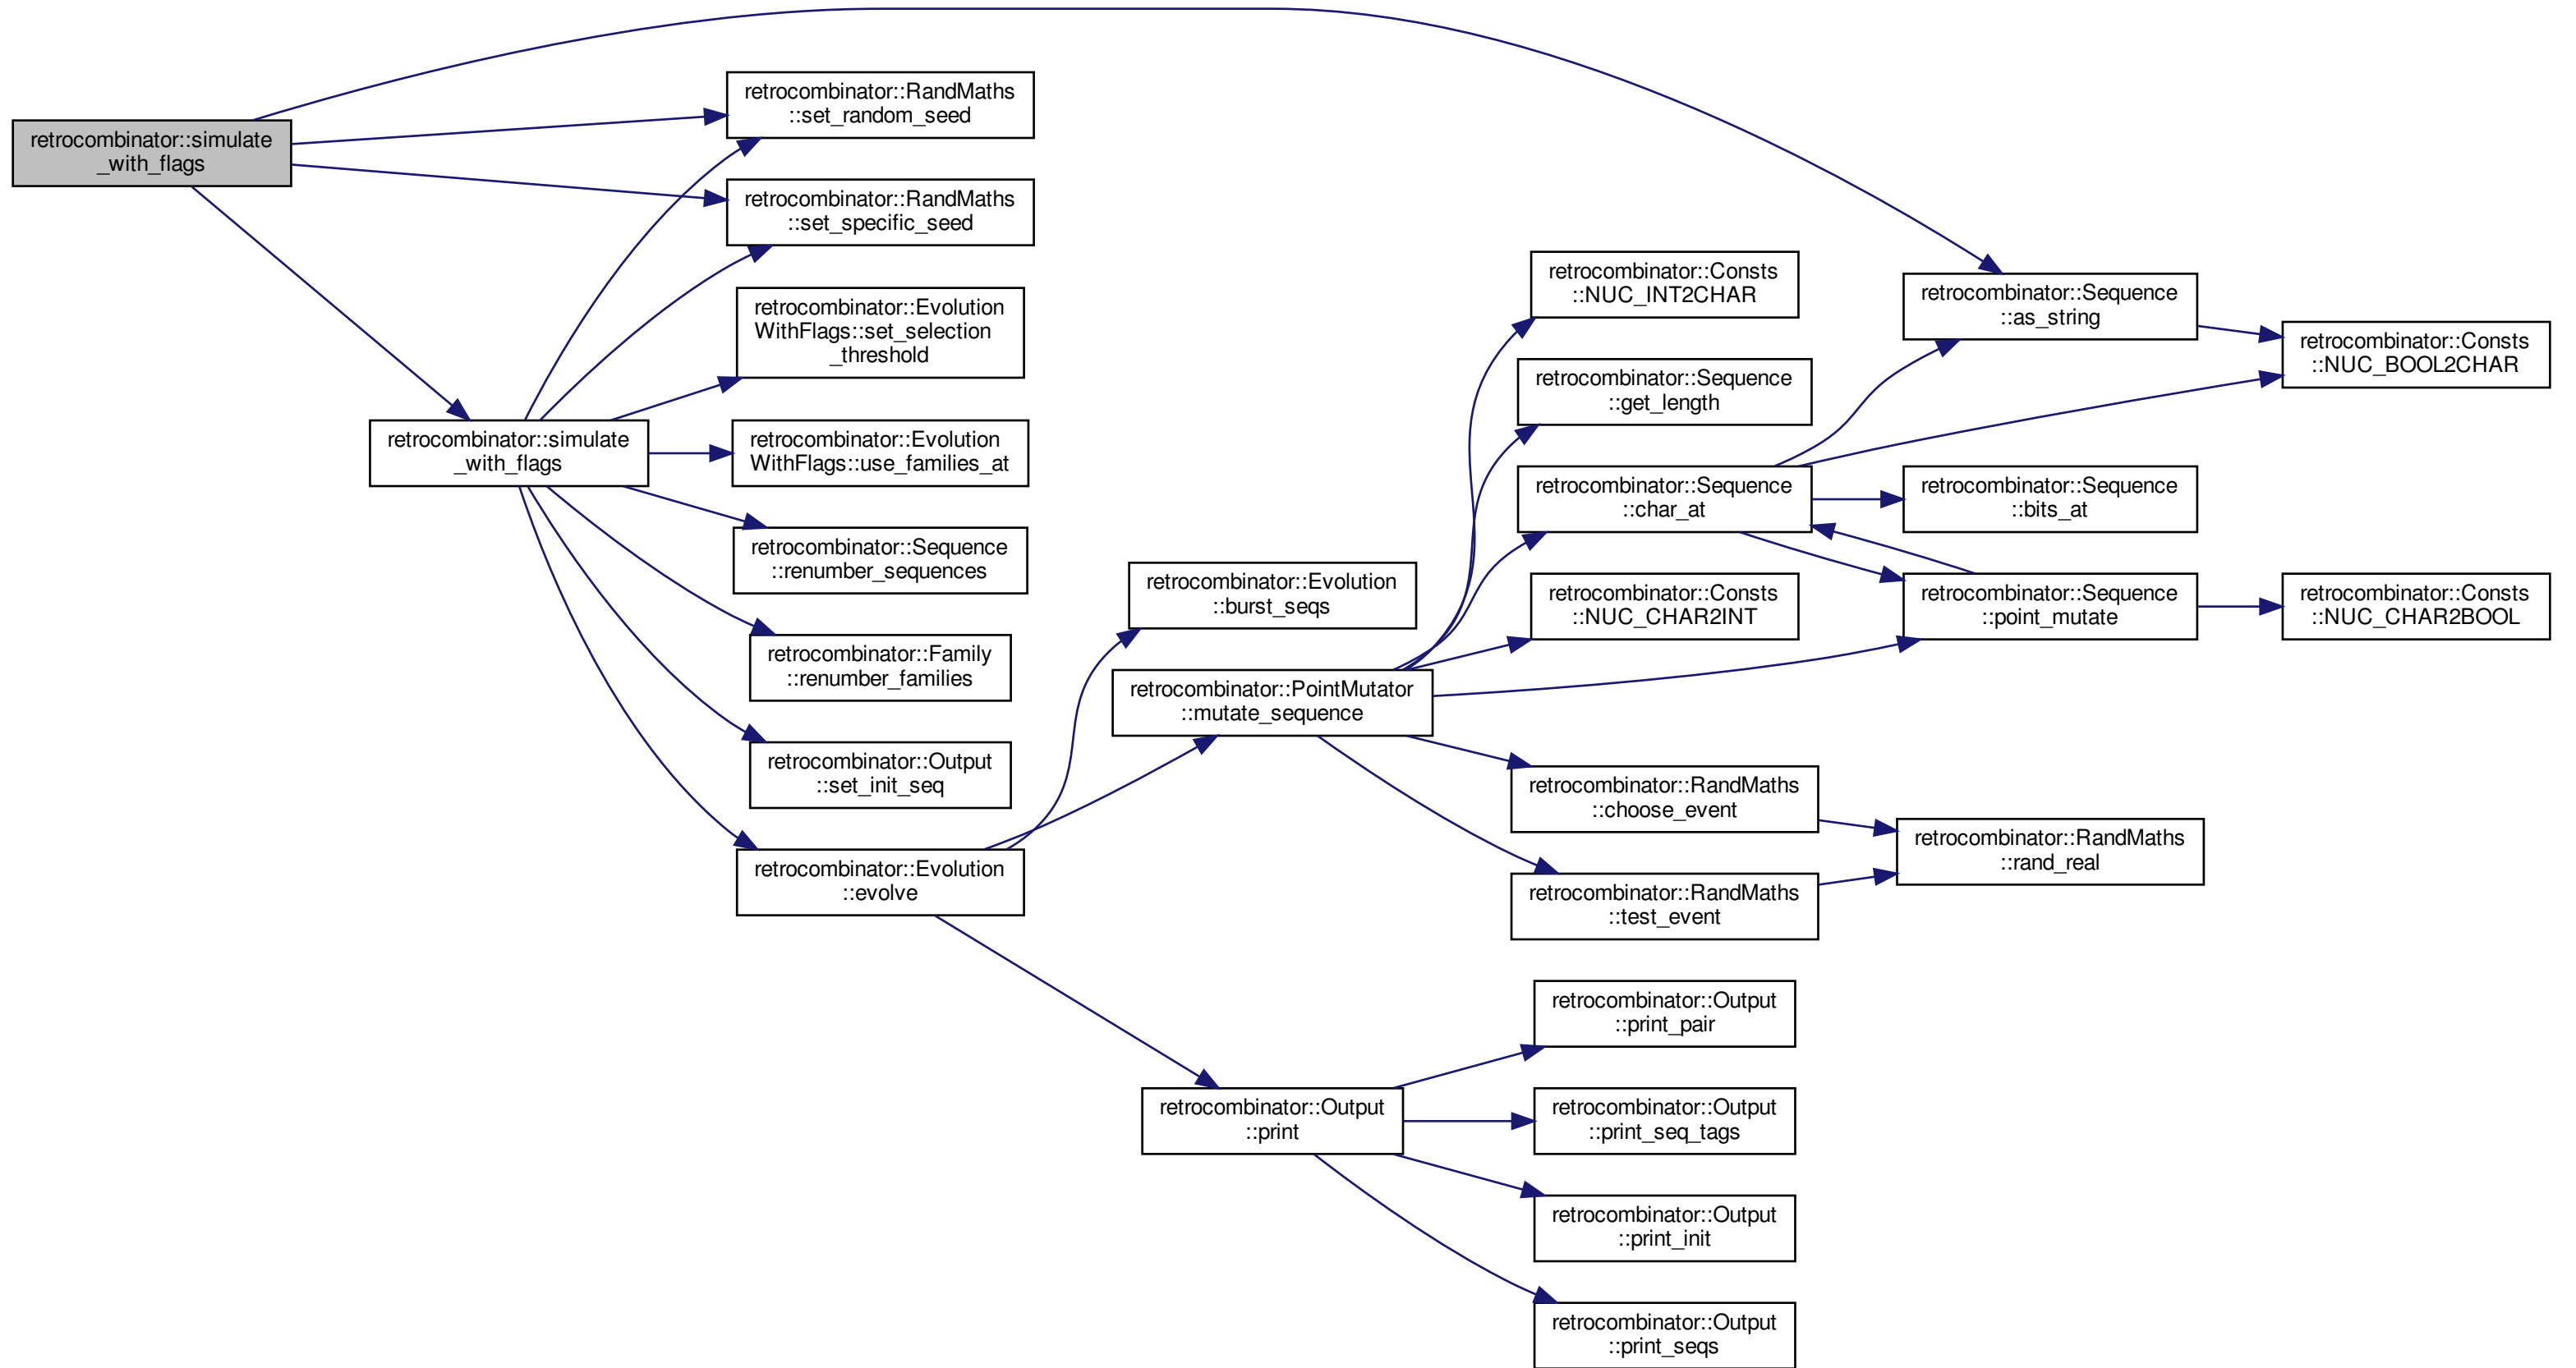 retrocombinator::simulate
_with_flags
retrocombinator::RandMaths
::set_random_seed
retrocombinator::RandMaths
::set_specific_seed
retrocombinator::Evolution
WithFlags::set_selection
_threshold
retrocombinator::simulate
_with_flags
retrocombinator::Evolution
WithFlags::use_families_at
retrocombinator::Sequence
::renumber_sequences
retrocombinator::Family
::renumber_families
retrocombinator::Output
::set_init_seq
retrocombinator::Evolution
::evolve
retrocombinator::Evolution
::burst_seqs
retrocombinator::PointMutator
::mutate_sequence
retrocombinator::Output
::print
retrocombinator::Consts
::NUC_INT2CHAR
retrocombinator::Sequence
::get_length
retrocombinator::Sequence
::char_at
retrocombinator::Consts
::NUC_CHAR2INT
retrocombinator::RandMaths
::choose_event
retrocombinator::RandMaths
::test_event
retrocombinator::Output
::print_pair
retrocombinator::Output
::print_seq_tags
retrocombinator::Output
::print_init
retrocombinator::Output
::print_seqs
retrocombinator::Sequence
::as_string
retrocombinator::Sequence
::bits_at
retrocombinator::Sequence
::point_mutate
retrocombinator::RandMaths
::rand_real
retrocombinator::Consts
::NUC_BOOL2CHAR
retrocombinator::Consts
::NUC_CHAR2BOOL